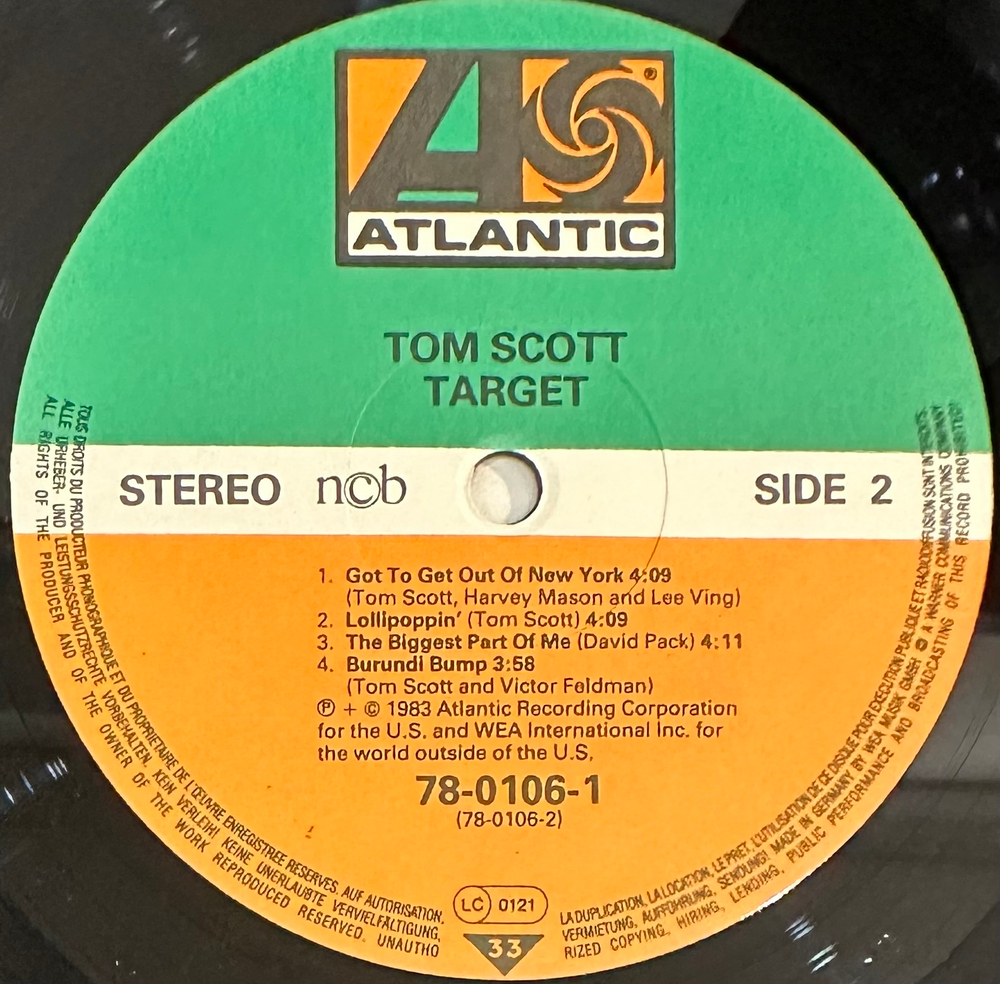 ATLANTIC
TOM SCOTT
TARGET
STEREO n©b SIDE 2
1. Got To Get Out Of New York 4:09
(Tom Scott, Harvey Mason and Lee Ving)
2. Lollipoppin' (Tom Scott) 4:09
3. The Biggest Part Of Me (David Pack) 4:11
4. Burundi Bump 3:58
(Tom Scott and Victor Feldman)
℗ + © 1983 Atlantic Recording Corporation
for the U.S. and WEA International Inc. for
the world outside of the U.S.
78-0106-1
(78-0106-2)
LC 0121
33
TOUS DROITS DU PRODUCTEUR PHONOGRAPHIQUE ET DU PROPRIETAIRE DE L'ŒUVRE ENREGISTREE RESERVES. AUF AUTORISATION, LA DUPLICATION, LA LOCATION, LE PRET, L'UTILISATION DE CE DISQUE POUR EXECUTION PUBLIQUE ET RADIODIFFUSION SONT INTERDITS.
ALLE URHEBER- UND LEISTUNGSSCHUTZRECHTE VORBEHALTEN. KEIN VERLEIH! KEINE UNERLAUBTE VERVIELFÄLTIGUNG, VERMIETUNG, AUFFÜHRUNG, SENDUNG! MADE IN GERMANY BY WEA MUSIK GMBH A WARNER COMMUNICATIONS COMPANY
ALL RIGHTS OF THE PRODUCER AND OF THE OWNER OF THE WORK REPRODUCED RESERVED. UNAUTHORIZED COPYING, HIRING, LENDING, PUBLIC PERFORMANCE AND BROADCASTING OF THIS RECORD PROHIBITED